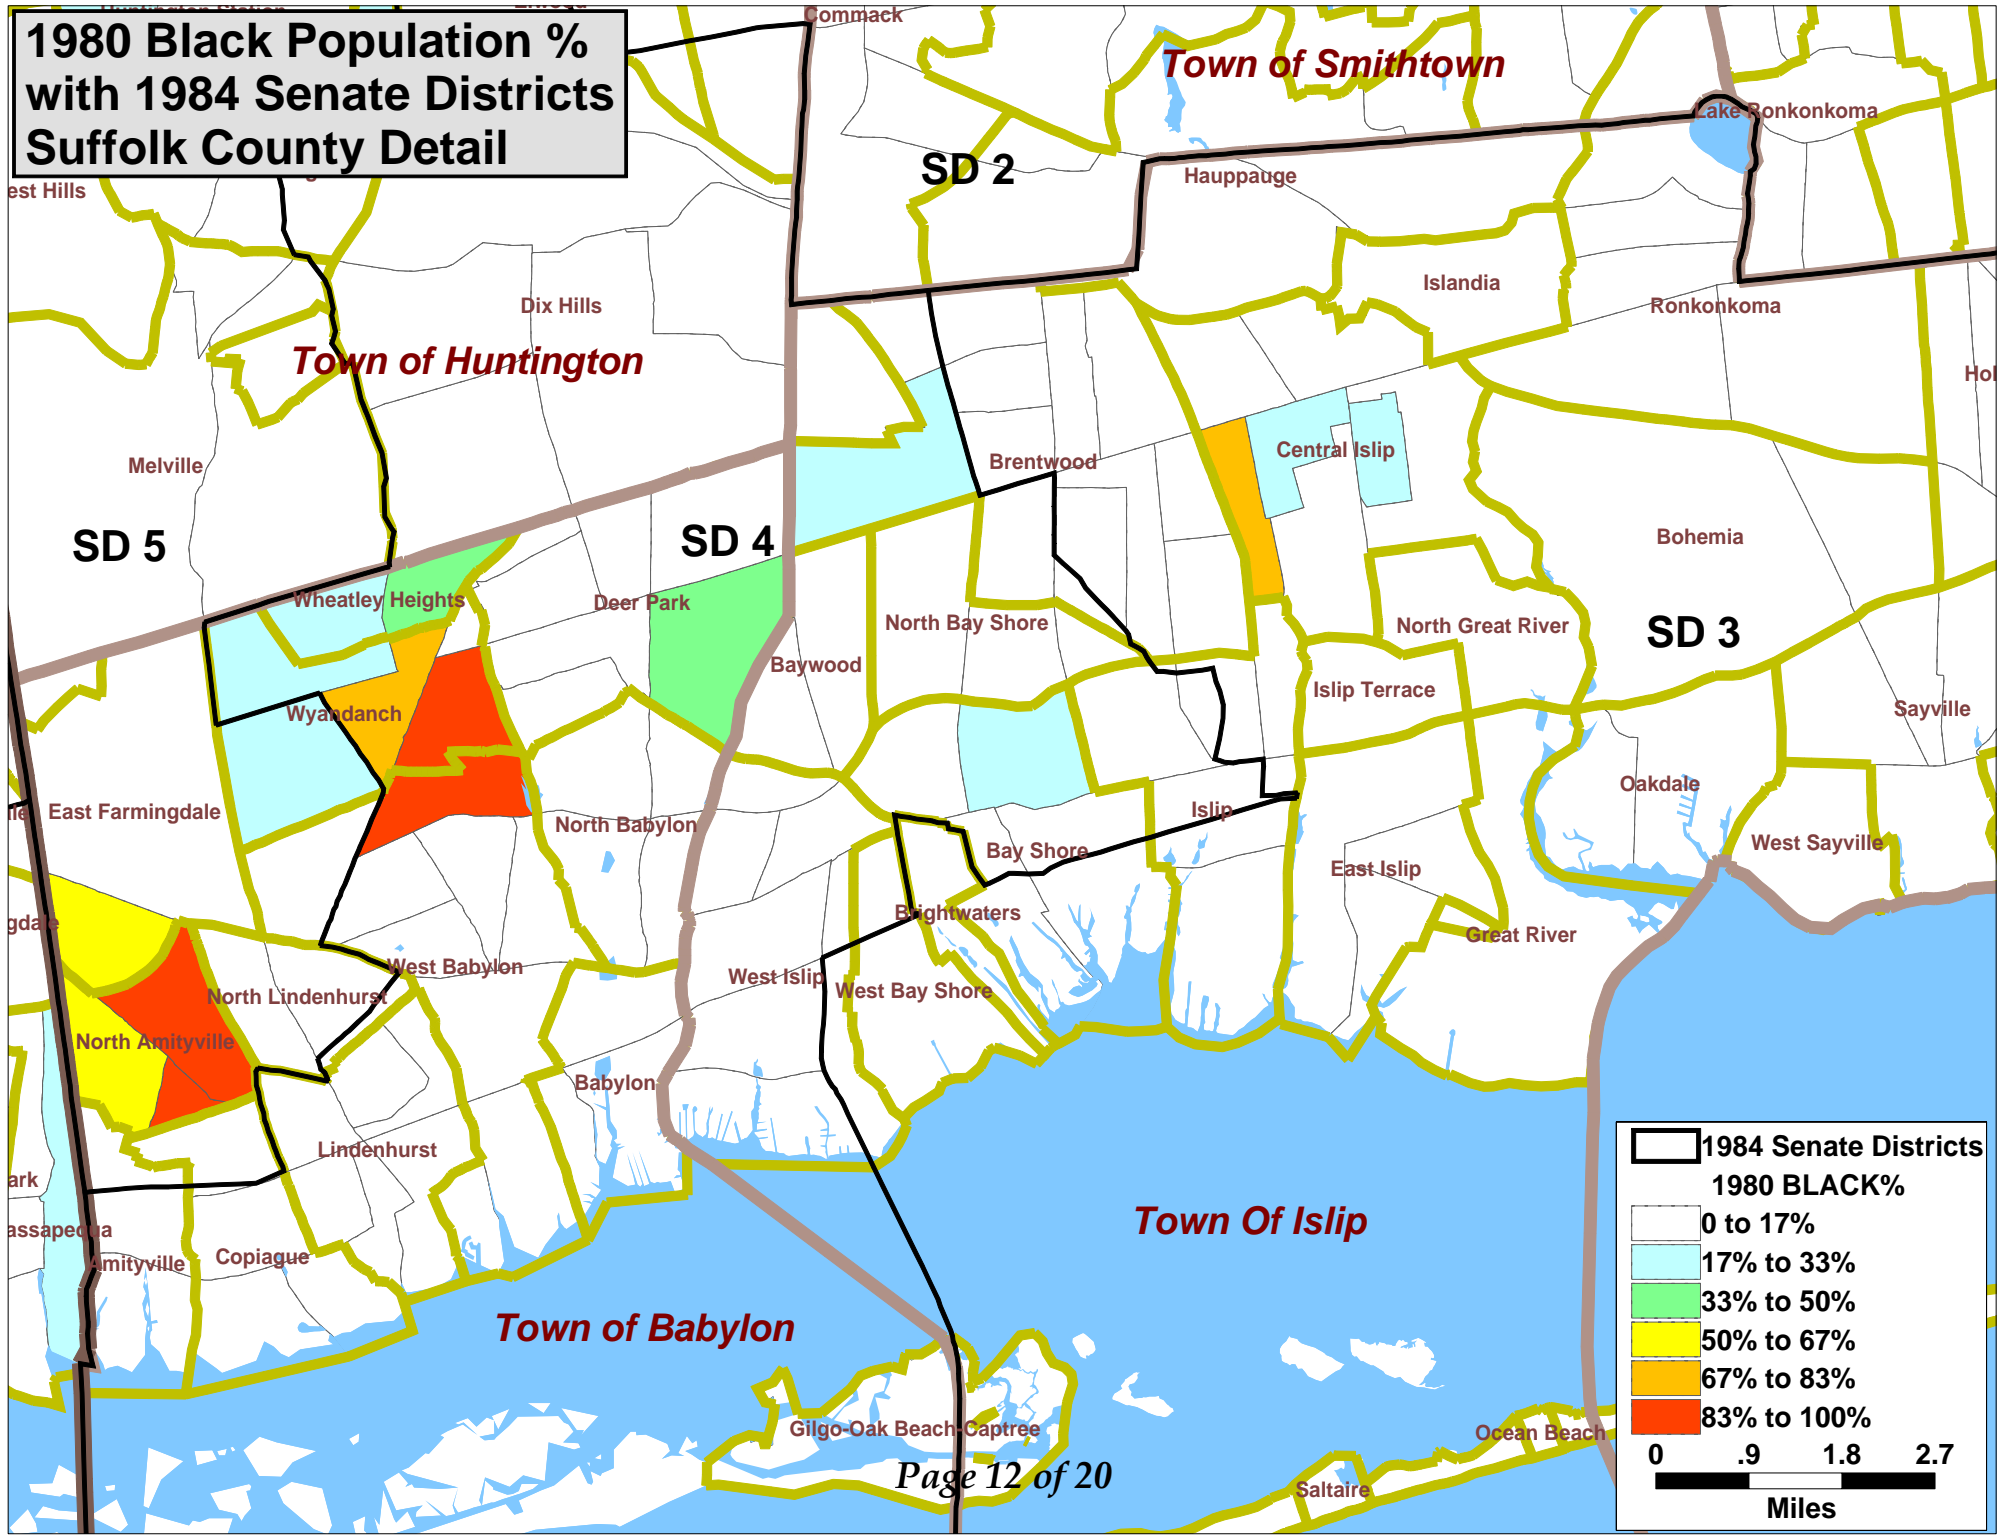 1980 Black Population %
with 1984 Senate Districts
Suffolk County Detail
Commack
Town of Smithtown
Lake Ronkonkoma
SD 2
Hauppauge
est Hills
Islandia
Dix Hills
Ronkonkoma
Town of Huntington
Hol
Melville
Brentwood
Central Islip
SD 5
SD 4
Bohemia
Wheatley Heights
Deer Park
North Bay Shore
North Great River
SD 3
Baywood
Islip Terrace
Wyandanch
Sayville
Oakdale
East Farmingdale
Islip
North Babylon
West Sayville
Bay Shore
East Islip
gdale
Brightwaters
Great River
West Babylon
West Islip
North Lindenhurst
West Bay Shore
North Amityville
Babylon
Lindenhurst
ark
assapequa
Amityville
Copiague
Town Of Islip
Town of Babylon
Gilgo-Oak Beach-Captree
Ocean Beach
Saltaire
1984 Senate Districts
1980 BLACK%
0 to 17%
17% to 33%
33% to 50%
50% to 67%
67% to 83%
83% to 100%
0 .9 1.8 2.7
Miles
Page 12 of 20